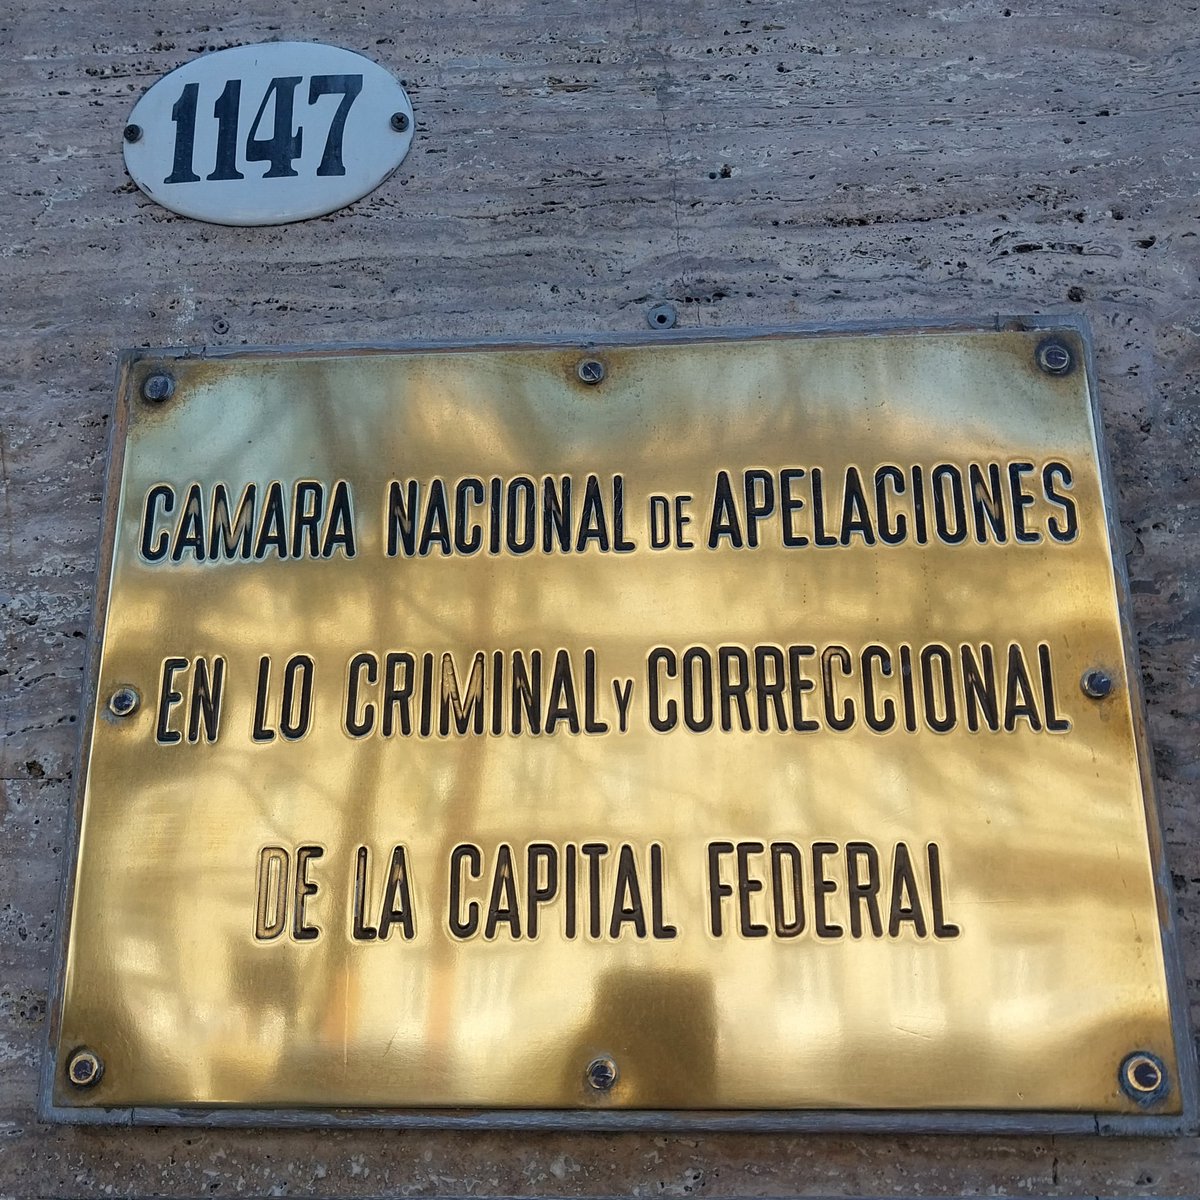 1147
CAMARA NACIONAL DE APELACIONES
EN LO CRIMINAL Y CORRECCIONAL
DE LA CAPITAL FEDERAL